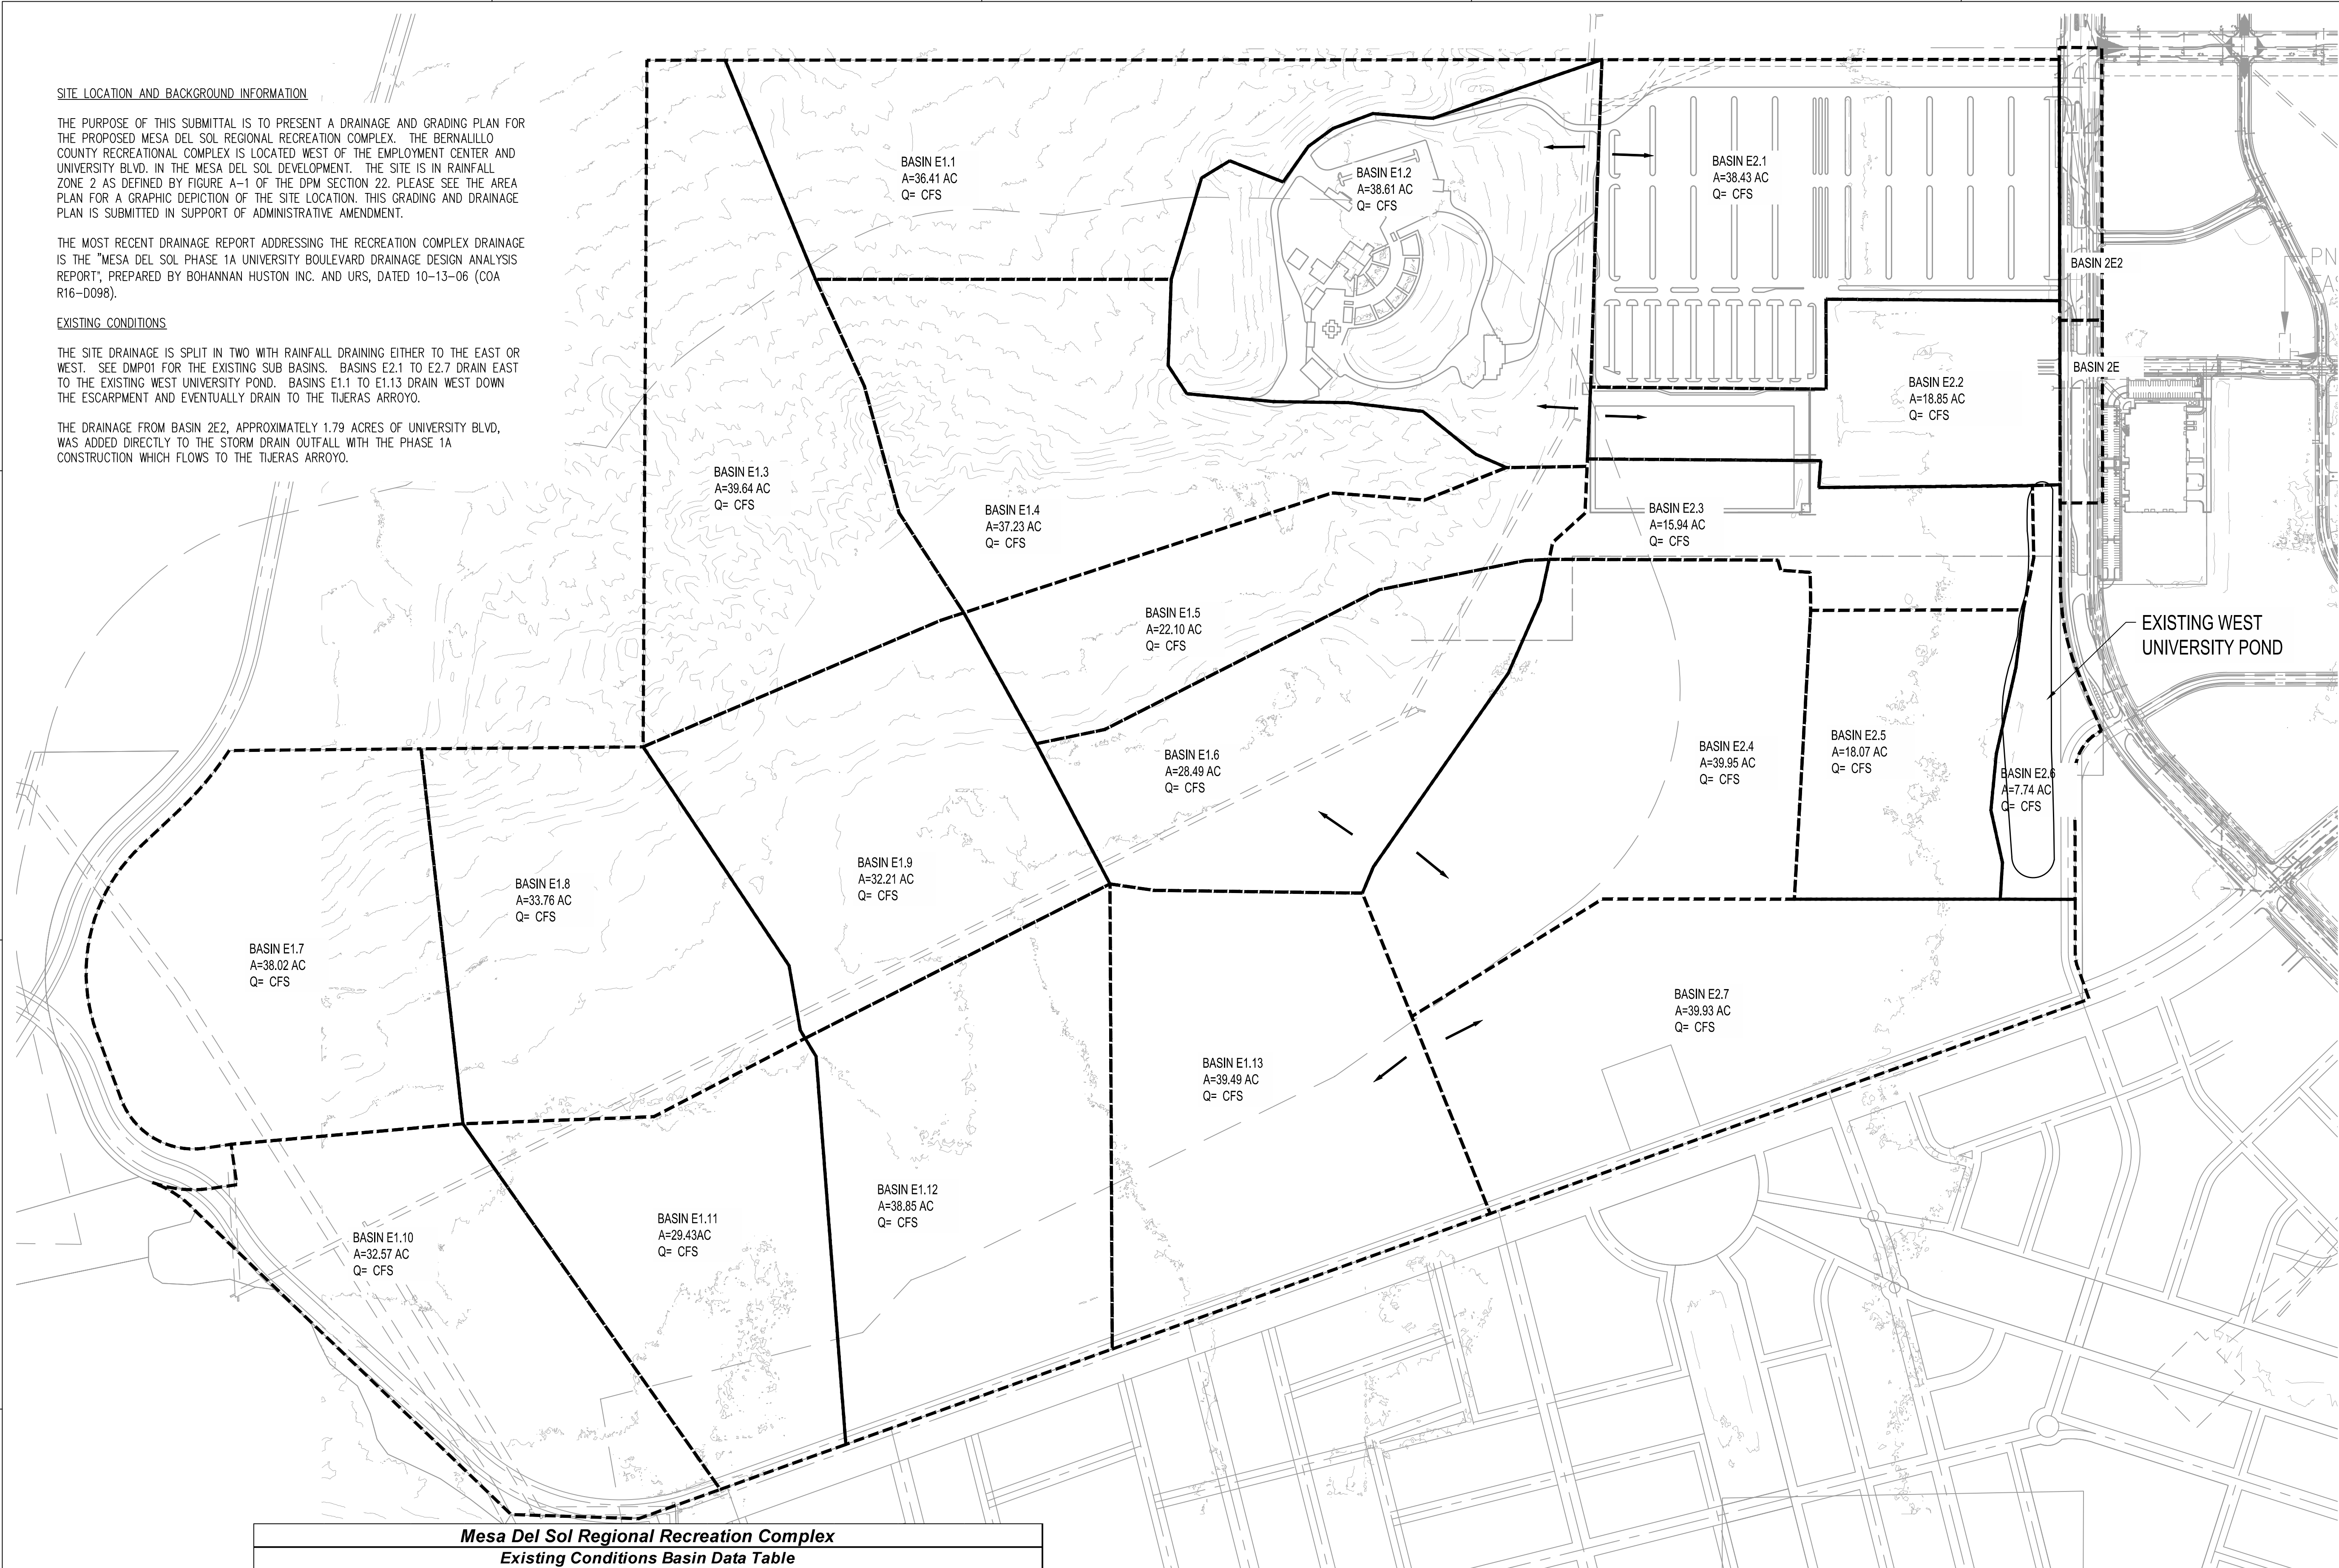 SITE LOCATION AND BACKGROUND INFORMATION
THE PURPOSE OF THIS SUBMITTAL IS TO PRESENT A DRAINAGE AND GRADING PLAN FOR
THE PROPOSED MESA DEL SOL REGIONAL RECREATION COMPLEX. THE BERNALILLO
COUNTY RECREATIONAL COMPLEX IS LOCATED WEST OF THE EMPLOYMENT CENTER AND
UNIVERSITY BLVD. IN THE MESA DEL SOL DEVELOPMENT. THE SITE IS IN RAINFALL
ZONE 2 AS DEFINED BY FIGURE A-1 OF THE DPM SECTION 22. PLEASE SEE THE AREA
PLAN FOR A GRAPHIC DEPICTION OF THE SITE LOCATION. THIS GRADING AND DRAINAGE
PLAN IS SUBMITTED IN SUPPORT OF ADMINISTRATIVE AMENDMENT.
THE MOST RECENT DRAINAGE REPORT ADDRESSING THE RECREATION COMPLEX DRAINAGE
IS THE "MESA DEL SOL PHASE 1A UNIVERSITY BOULEVARD DRAINAGE DESIGN ANALYSIS
REPORT", PREPARED BY BOHANNAN HUSTON INC. AND URS, DATED 10-13-06 (COA
R16-D098).
EXISTING CONDITIONS
THE SITE DRAINAGE IS SPLIT IN TWO WITH RAINFALL DRAINING EITHER TO THE EAST OR
WEST. SEE DMP01 FOR THE EXISTING SUB BASINS. BASINS E2.1 TO E2.7 DRAIN EAST
TO THE EXISTING WEST UNIVERSITY POND. BASINS E1.1 TO E1.13 DRAIN WEST DOWN
THE ESCARPMENT AND EVENTUALLY DRAIN TO THE TIJERAS ARROYO.
THE DRAINAGE FROM BASIN 2E2, APPROXIMATELY 1.79 ACRES OF UNIVERSITY BLVD,
WAS ADDED DIRECTLY TO THE STORM DRAIN OUTFALL WITH THE PHASE 1A
CONSTRUCTION WHICH FLOWS TO THE TIJERAS ARROYO.
BASIN E1.1
A=36.41 AC
Q= CFS
BASIN E1.2
A=38.61 AC
Q= CFS
BASIN E2.1
A=38.43 AC
Q= CFS
BASIN 2E2
PN
EAS
BASIN 2E
BASIN E2.2
A=18.85 AC
Q= CFS
BASIN E1.3
A=39.64 AC
Q= CFS
BASIN E1.4
A=37.23 AC
Q= CFS
BASIN E2.3
A=15.94 AC
Q= CFS
BASIN E1.5
A=22.10 AC
Q= CFS
EXISTING WEST
UNIVERSITY POND
BASIN E1.6
A=28.49 AC
Q= CFS
BASIN E2.4
A=39.95 AC
Q= CFS
BASIN E2.5
A=18.07 AC
Q= CFS
BASIN E2.6
A=7.74 AC
Q= CFS
BASIN E1.9
A=32.21 AC
Q= CFS
BASIN E1.8
A=33.76 AC
Q= CFS
BASIN E1.7
A=38.02 AC
Q= CFS
BASIN E2.7
A=39.93 AC
Q= CFS
BASIN E1.13
A=39.49 AC
Q= CFS
BASIN E1.12
A=38.85 AC
Q= CFS
BASIN E1.11
A=29.43AC
Q= CFS
BASIN E1.10
A=32.57 AC
Q= CFS
Mesa Del Sol Regional Recreation Complex
Existing Conditions Basin Data Table